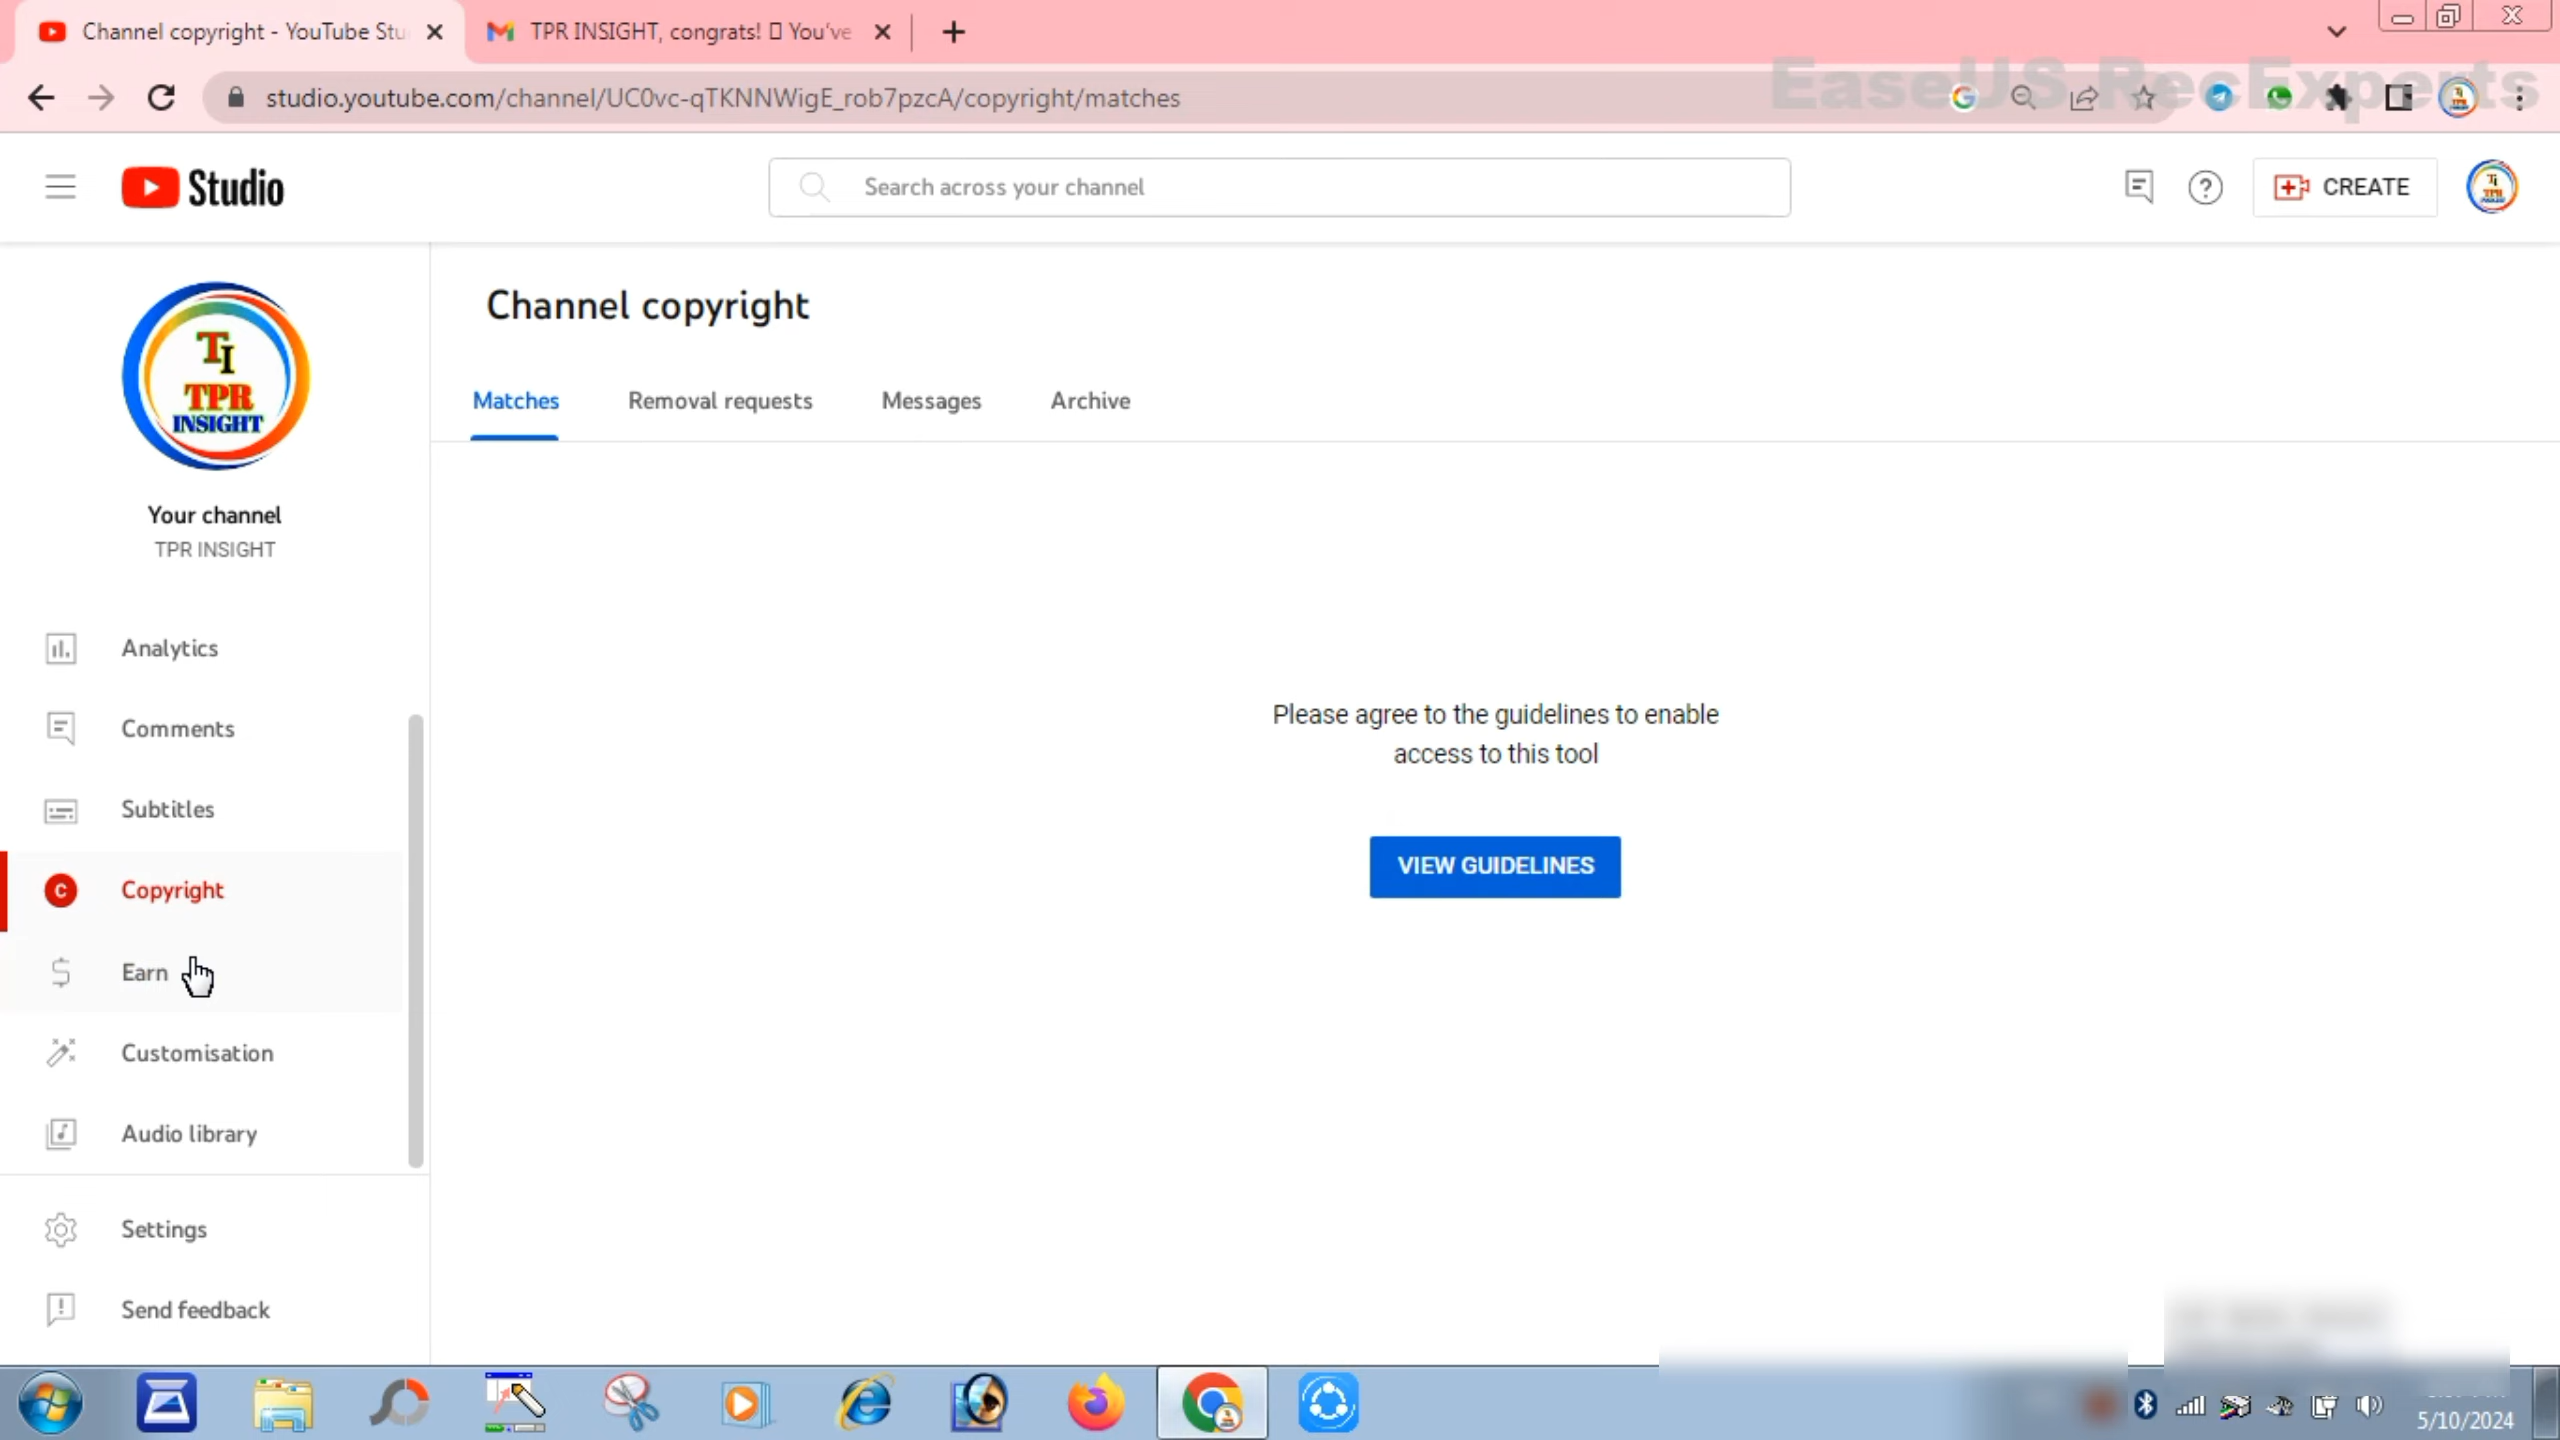 Channel copyright - YouTube Stu
TPR INSIGHT, congrats! You've
studio.youtube.com/channel/UC0vc-qTKNNWigE_rob7pzcA/copyright/matches
EaseUS RecExperts
Studio
Search across your channel
CREATE
TI
TPR
INSIGHT
Your channel
TPR INSIGHT
Analytics
Comments
Subtitles
Copyright
Earn
Customisation
Audio library
Settings
Send feedback
Channel copyright
Matches
Removal requests
Messages
Archive
Please agree to the guidelines to enable
access to this tool
VIEW GUIDELINES
5/10/2024